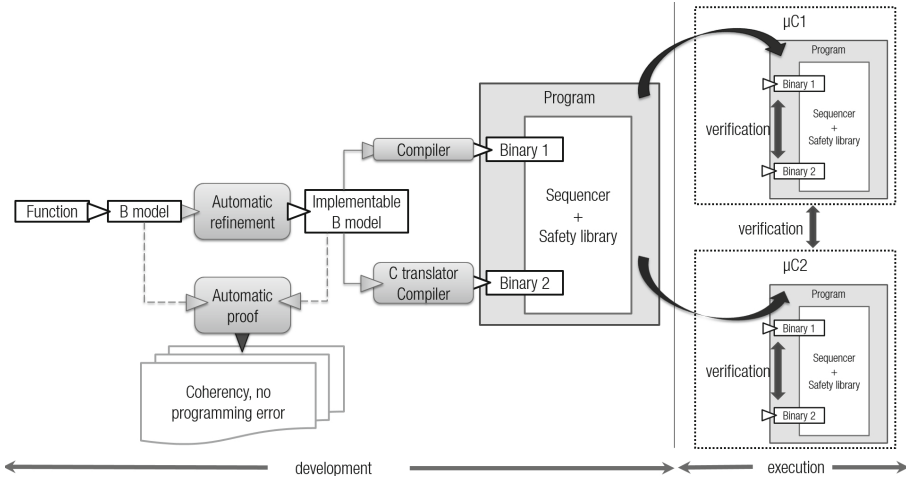 Function
B model
Automatic
refinement
Implementable
B model
Automatic
proof
Coherency, no
programming error
Compiler
C translator
Compiler
Program
Binary 1
Sequencer
+
Safety library
Binary 2
µC1
Program
Binary 1
verification
Sequencer
+
Safety library
Binary 2
verification
µC2
Program
Binary 1
verification
Sequencer
+
Safety library
Binary 2
development
execution